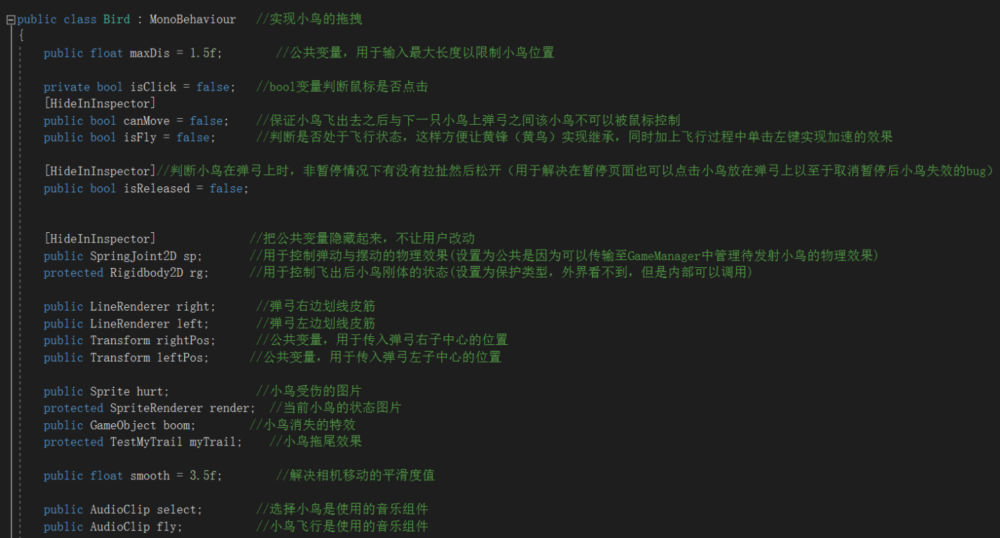 public class Bird : MonoBehaviour //实现小鸟的拖拽
{
public float maxDis = 1.5f; //公共变量，用于输入最大长度以限制小鸟位置
private bool isClick = false; //bool变量判断鼠标是否点击
[HideInInspector]
public bool canMove = false; //保证小鸟飞出去之后与下一只小鸟上弹弓之间该小鸟不可以被鼠标控制
public bool isFly = false; //判断是否处于飞行状态，这样方便让黄锋（黄鸟）实现继承，同时加上飞行过程中单击左键实现加速的效果
[HideInInspector]//判断小鸟在弹弓上时，非暂停情况下有没有拉扯然后松开（用于解决在暂停页面也可以点击小鸟放在弹弓上以至于取消暂停后小鸟失效的bug）
public bool isReleased = false;
[HideInInspector] //把公共变量隐藏起来，不让用户改动
public SpringJoint2D sp; //用于控制弹动与摆动的物理效果(设置为公共是因为可以传输至GameManager中管理待发射小鸟的物理效果)
protected Rigidbody2D rg; //用于控制飞出后小鸟刚体的状态(设置为保护类型，外界看不到，但是内部可以调用)
public LineRenderer right; //弹弓右边划线皮筋
public LineRenderer left; //弹弓左边划线皮筋
public Transform rightPos; //公共变量，用于传入弹弓右子中心的位置
public Transform leftPos; //公共变量，用于传入弹弓左子中心的位置
public Sprite hurt; //小鸟受伤的图片
protected SpriteRenderer render; //当前小鸟的状态图片
public GameObject boom; //小鸟消失的特效
protected TestMyTrail myTrail; //小鸟拖尾效果
public float smooth = 3.5f; //解决相机移动的平滑度值
public AudioClip select; //选择小鸟是使用的音乐组件
public AudioClip fly; //小鸟飞行是使用的音乐组件